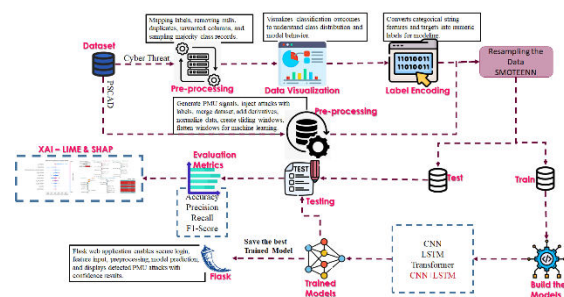 Mapping labels, removing nulls,
duplicates, unwanted columns, and
sampling majority class records.
Visualizes classification outcomes
to understand class distribution and
model behavior.
Converts categorical string
features and targets into numeric
labels for modeling.
Dataset
Cyber Threat
Pre-processing
Data Visualization
Label Encoding
Resampling the
Data
SMOTEENN
PSCAD
Generate PMU signals, inject attacks with
labels, merge dataset, add derivatives,
normalize data, create sliding windows,
flatten windows for machine learning.
Pre-processing
XAI – LIME & SHAP
Evaluation
Metrics
Accuracy
Precision
Recall
F1-Score
TEST
Testing
Test
Train
Flask web application enables secure login,
feature input, preprocessing, model prediction,
and displays detected PMU attacks with
confidence results.
Flask
Save the best
Trained Model
Trained
Models
CNN
LSTM
Transformer
CNN+LSTM
Build the
Models